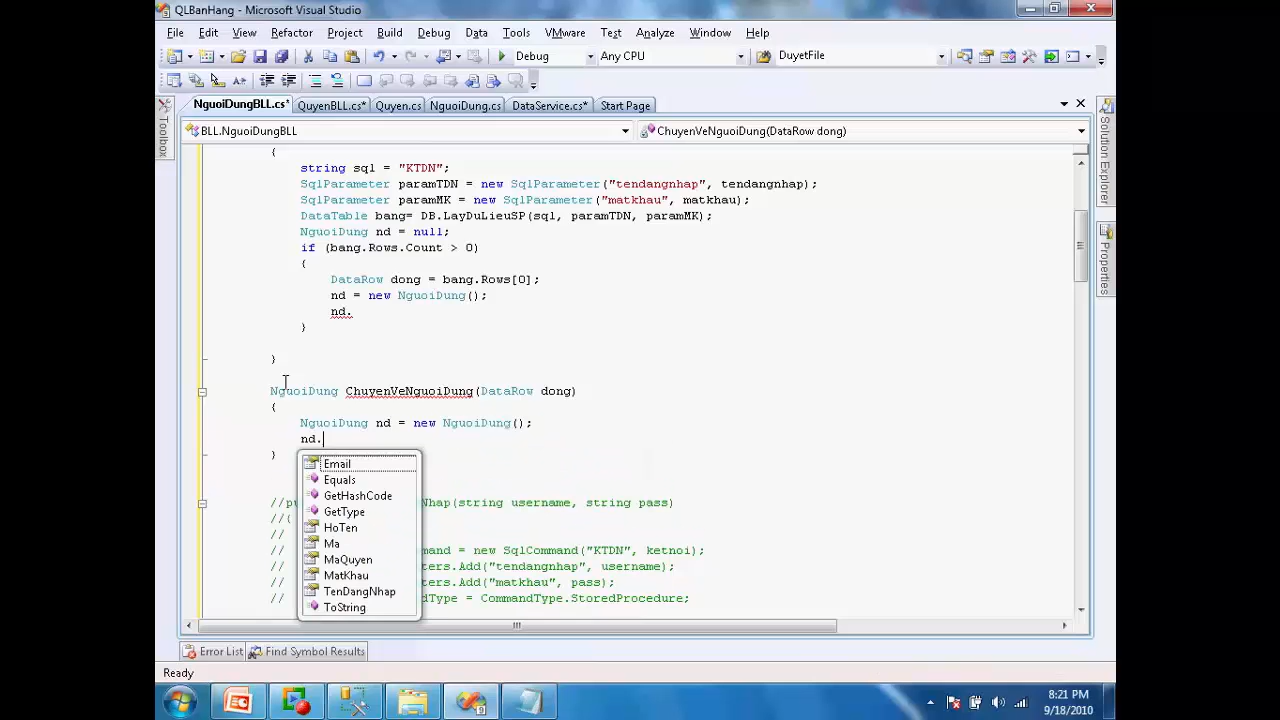 QLBanHang - Microsoft Visual Studio
File Edit View Refactor Project Build Debug Data Tools VMware Test Analyze Window Help
Debug Any CPU DuyetFile
NguoiDungBLL.cs* QuyenBLL.cs* Quyen.cs NguoiDung.cs DataService.cs* Start Page
Toolbox
Solution Explorer
Properties
BLL.NguoiDungBLL ChuyenVeNguoiDung(DataRow dong)
{
string sql = "KTDN";
SqlParameter paramTDN = new SqlParameter("tendangnhap", tendangnhap);
SqlParameter paramMK = new SqlParameter("matkhau", matkhau);
DataTable bang= DB.LayDuLieuSP(sql, paramTDN, paramMK);
NguoiDung nd = null;
if (bang.Rows.Count > 0)
{
DataRow dong = bang.Rows[0];
nd = new NguoiDung();
nd.
}
}
NguoiDung ChuyenVeNguoiDung(DataRow dong)
{
NguoiDung nd = new NguoiDung();
nd.
}
Email
Equals
GetHashCode
GetType
HoTen
Ma
MaQuyen
MatKhau
TenDangNhap
ToString
//pu Nhap(string username, string pass)
//{
//
// mand = new SqlCommand("KTDN", ketnoi);
// ters.Add("tendangnhap", username);
// ters.Add("matkhau", pass);
// Type = CommandType.StoredProcedure;
Error List Find Symbol Results
Ready
8:21 PM
9/18/2010